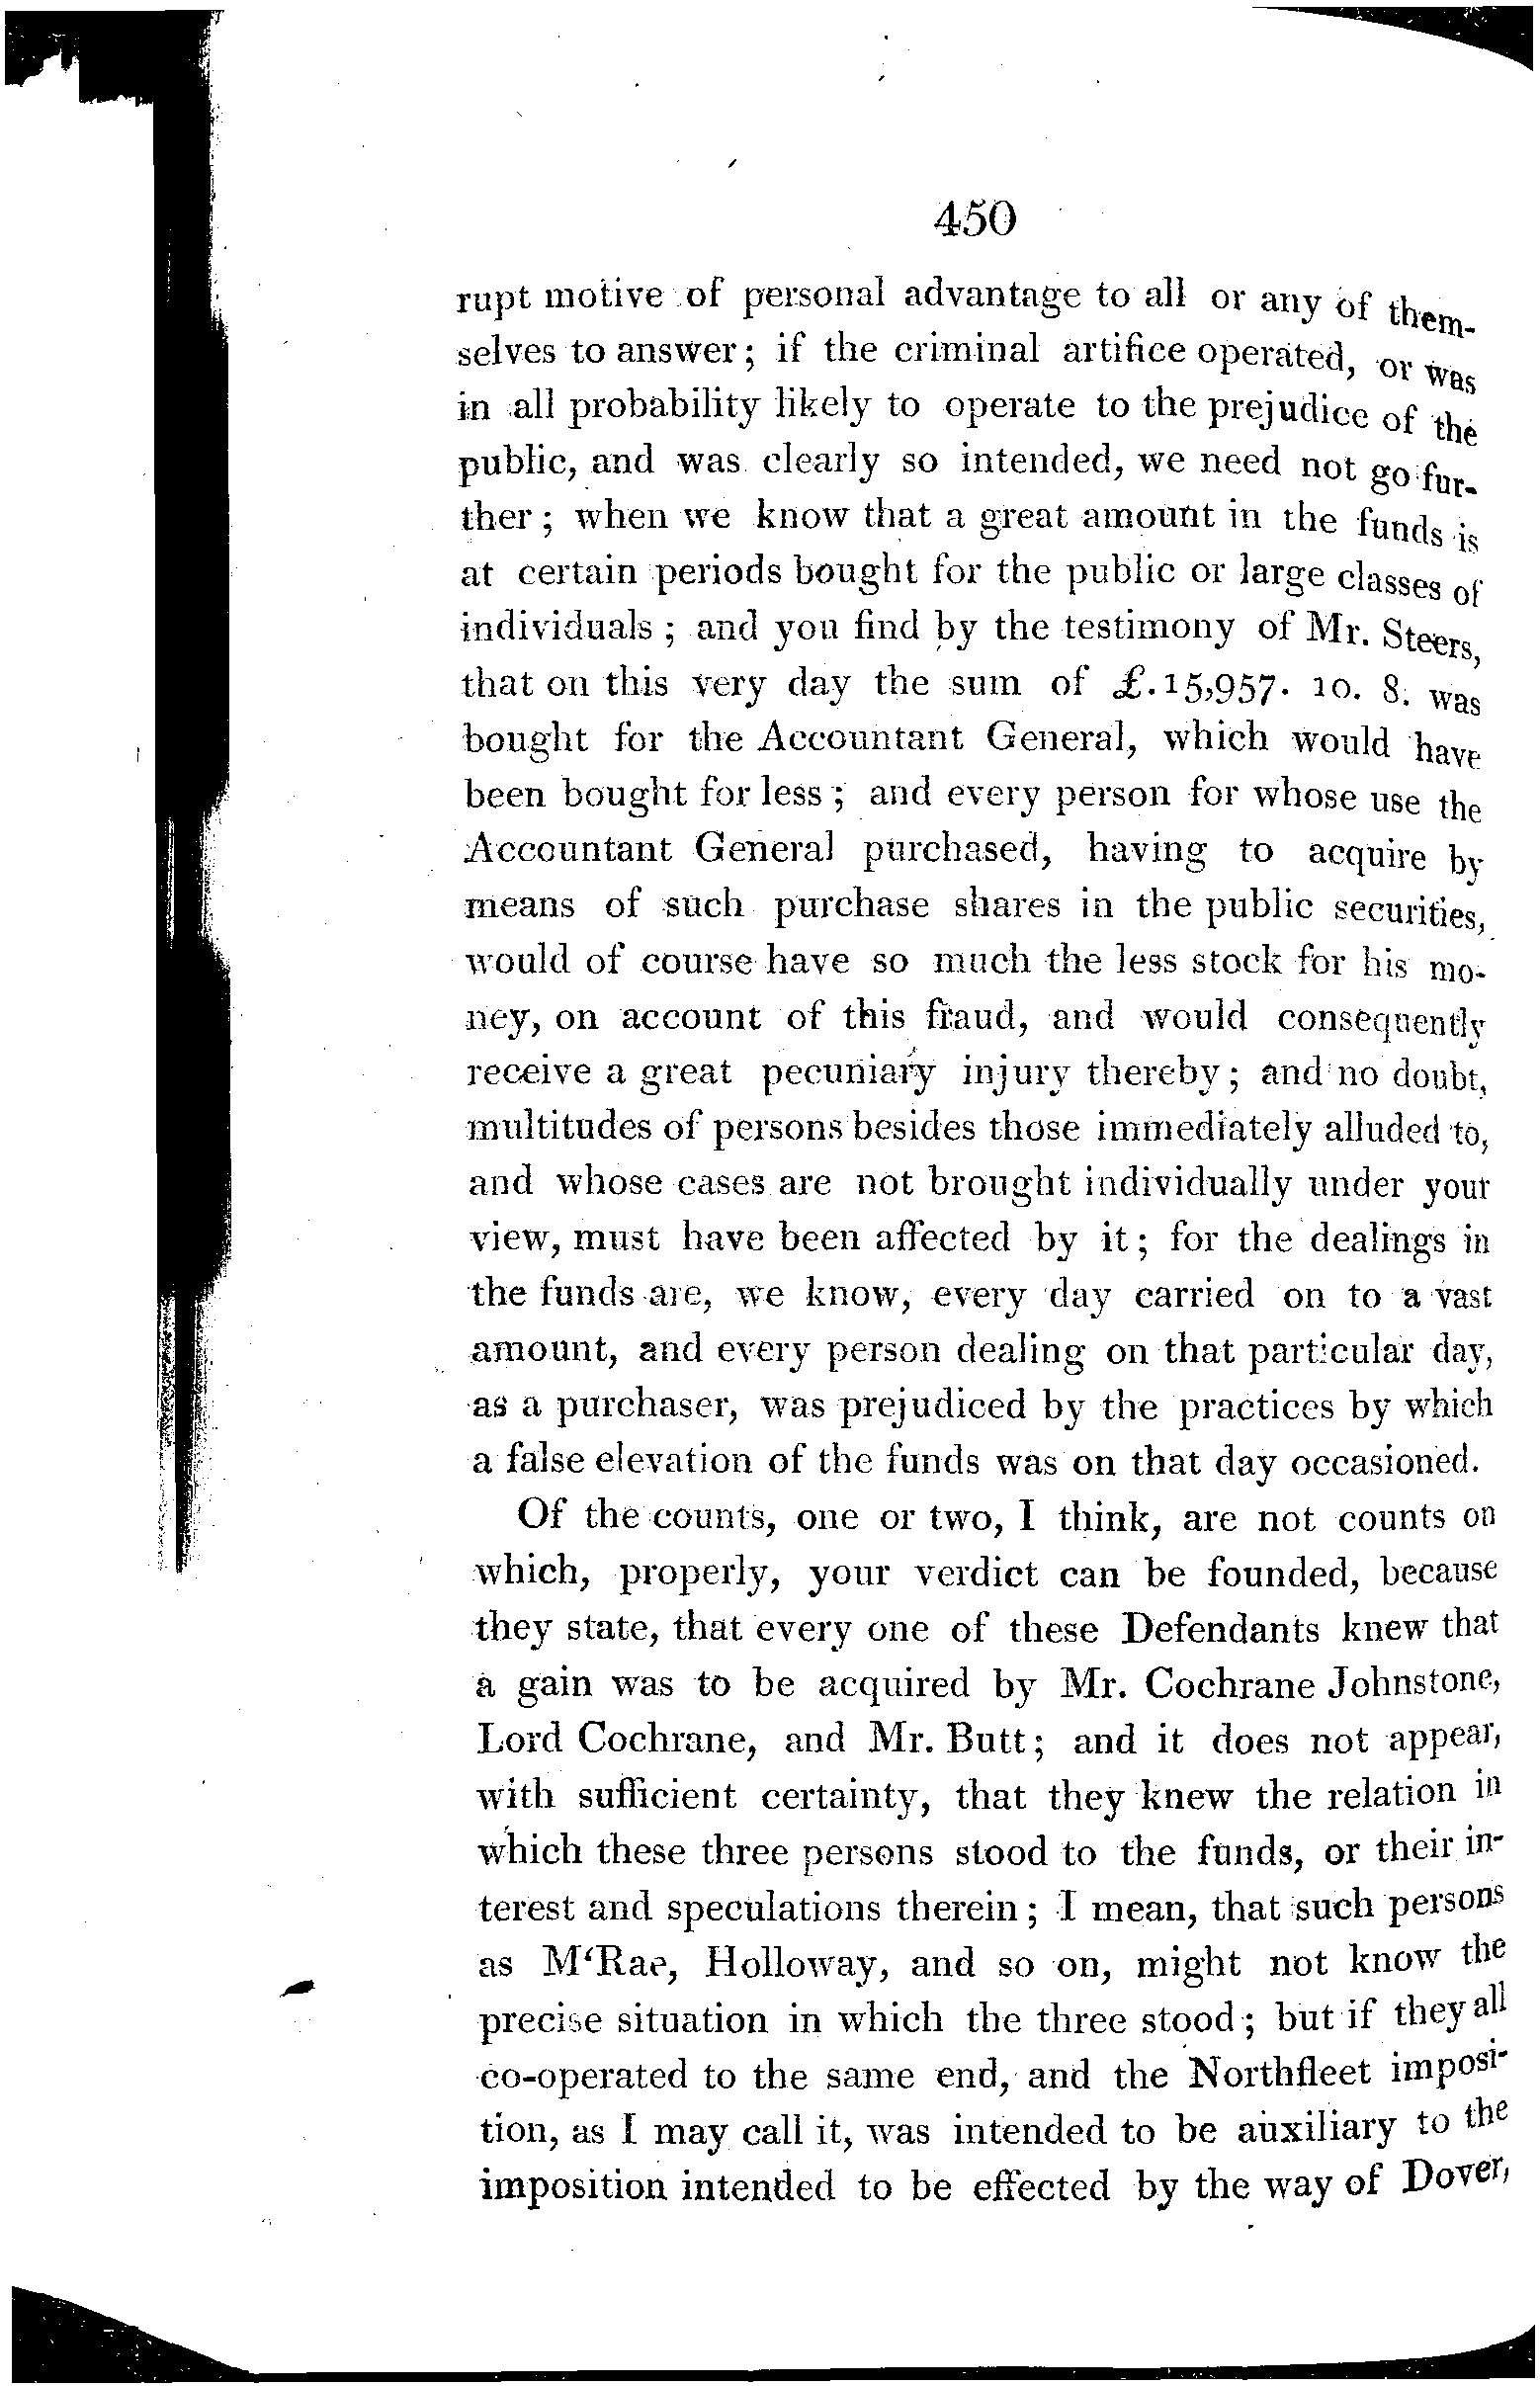 450
rupt motive of personal advantage to all or any of them-
selves to answer; if the criminal artifice operated, or was
in all probability likely to operate to the prejudice of the
public, and was clearly so intended, we need not go fur-
ther; when we know that a great amount in the funds is
at certain periods bought for the public or large classes of
individuals; and you find by the testimony of Mr. Steers,
that on this very day the sum of £.15,957. 10. 8. was
bought for the Accountant General, which would have
been bought for less; and every person for whose use the
Accountant General purchased, having to acquire by
means of such purchase shares in the public securities,
would of course have so much the less stock for his mo-
ney, on account of this fraud, and would consequently
receive a great pecuniary injury thereby; and no doubt,
multitudes of persons besides those immediately alluded to,
and whose cases are not brought individually under your
view, must have been affected by it; for the dealings in
the funds are, we know, every day carried on to a vast
amount, and every person dealing on that particular day,
as a purchaser, was prejudiced by the practices by which
a false elevation of the funds was on that day occasioned.
Of the counts, one or two, I think, are not counts on
which, properly, your verdict can be founded, because
they state, that every one of these Defendants knew that
a gain was to be acquired by Mr. Cochrane Johnstone,
Lord Cochrane, and Mr. Butt; and it does not appear,
with sufficient certainty, that they knew the relation in
which these three persons stood to the funds, or their in-
terest and speculations therein; I mean, that such persons
as M'Rae, Holloway, and so on, might not know the
precise situation in which the three stood; but if they all
co-operated to the same end, and the Northfleet imposi-
tion, as I may call it, was intended to be auxiliary to the
imposition intended to be effected by the way of Dover,